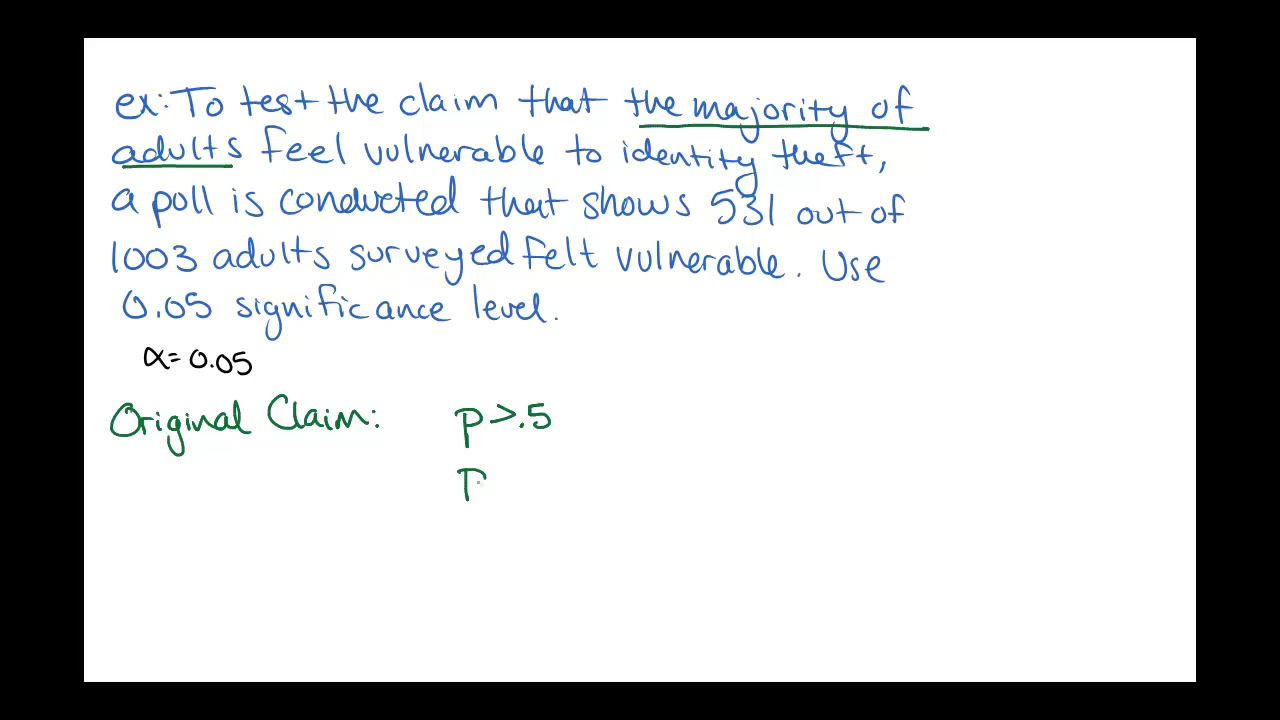 ex: To test the claim that the majority of
adults feel vulnerable to identity theft,
a poll is conducted that shows 531 out of
1003 adults surveyed felt vulnerable. Use
0.05 significance level.
α = 0.05
Original Claim: p > .5